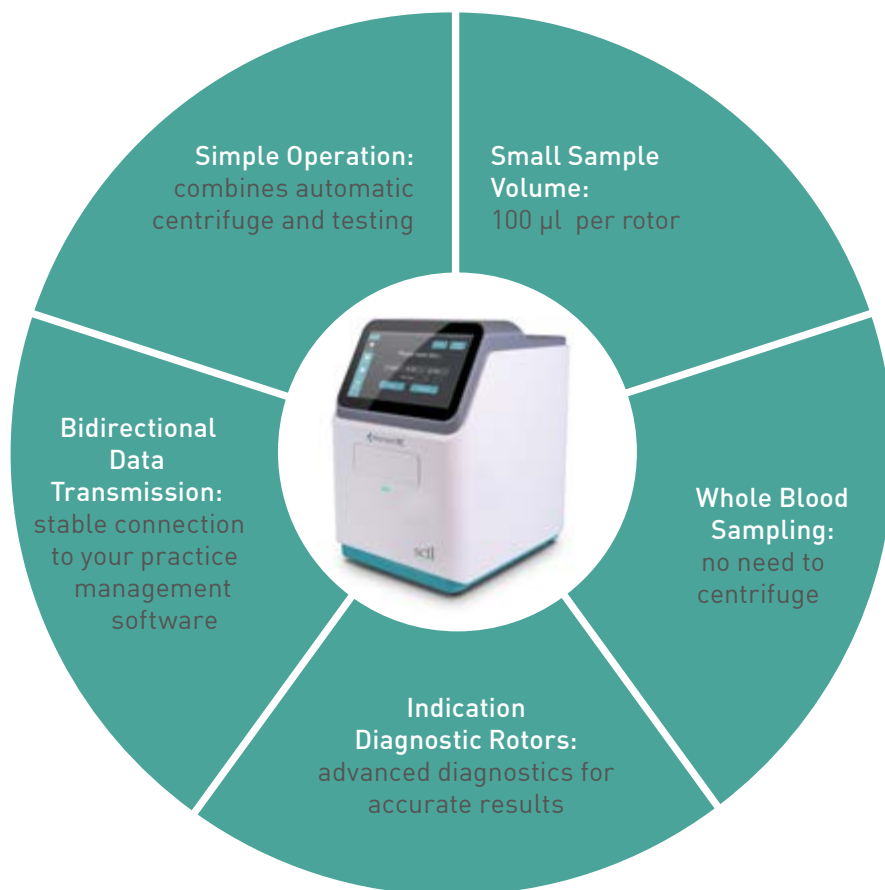 Simple Operation:
combines automatic
centrifuge and testing
Small Sample
Volume:
100 µl per rotor
Bidirectional
Data
Transmission:
stable connection
to your practice
management
software
Whole Blood
Sampling:
no need to
centrifuge
Indication
Diagnostic Rotors:
advanced diagnostics for
accurate results
scil